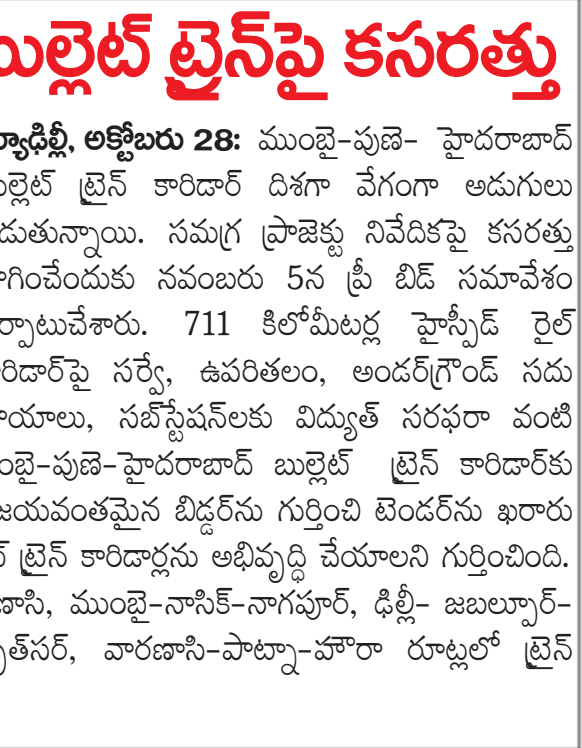 బుల్లెట్ ట్రైన్‌పై కసరత్తు
న్యూఢిల్లీ, అక్టోబరు 28: ముంబై-పుణె- హైదరాబాద్
బుల్లెట్ ట్రైన్ కారిడార్ దిశగా వేగంగా అడుగులు
పడుతున్నాయి. సమగ్ర ప్రాజెక్టు నివేదికపై కసరత్తు
సాగించేందుకు నవంబరు 5న ప్రీ బిడ్ సమావేశం
ఏర్పాటుచేశారు. 711 కిలోమీటర్ల హైస్పీడ్ రైల్
కారిడార్‌పై సర్వే, ఉపరితలం, అండర్‌గ్రౌండ్ సదు
పాయాలు, సబ్‌స్టేషన్‌లకు విద్యుత్ సరఫరా వంటి
ముంబై-పుణె-హైదరాబాద్ బుల్లెట్ ట్రైన్ కారిడార్‌కు
విజయవంతమైన బిడ్డర్‌ను గుర్తించి టెండర్‌ను ఖరారు
ట్రైన్ కారిడార్లను అభివృద్ధి చేయాలని గుర్తించింది.
ముంబై-నాసిక్-నాగపూర్, ఢిల్లీ- జబల్పూర్-
వారణాసి-పాట్నా-హౌరా రూట్లలో ట్రైన్